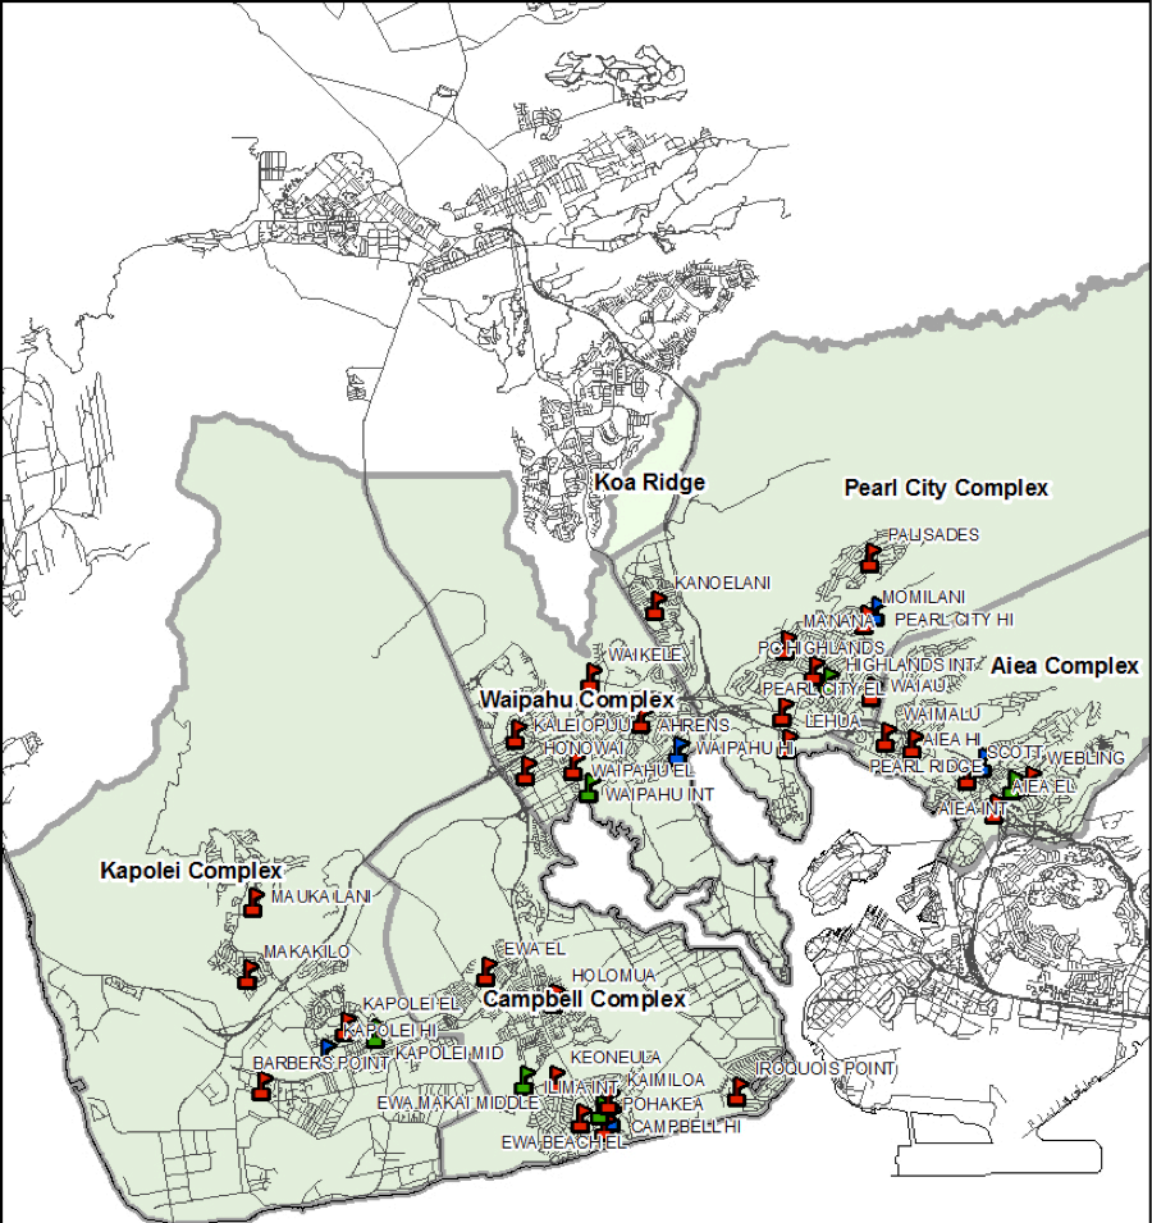 Koa Ridge
Pearl City Complex
PALISADES
KANOELANI
MOMILANI
MANANA
PEARL CITY HI
PC HIGHLANDS
WAIKELE
HIGHLANDS INT
Aiea Complex
PEARL CITY EL
WAIAU
Waipahu Complex
WAIMALU
LEHUA
KALEIOPUU
AHRENS
AIEA HI
HONOWAI
WAIPAHU HI
SCOTT
WEBLING
PEARL RIDGE
WAIPAHU EL
AIEA EL
WAIPAHU INT
AIEA INT
Kapolei Complex
MAUKA LANI
MAKAKILO
EWA EL
HOLOMUA
Campbell Complex
KAPOLEI EL
KAPOLEI HI
KAPOLEI MID
BARBERS POINT
KEONEULA
IROQUOIS POINT
ILIMA INT
KAIMILOA
EWA MAKAI MIDDLE
POHAKEA
CAMPBELL HI
EWA BEACH EL